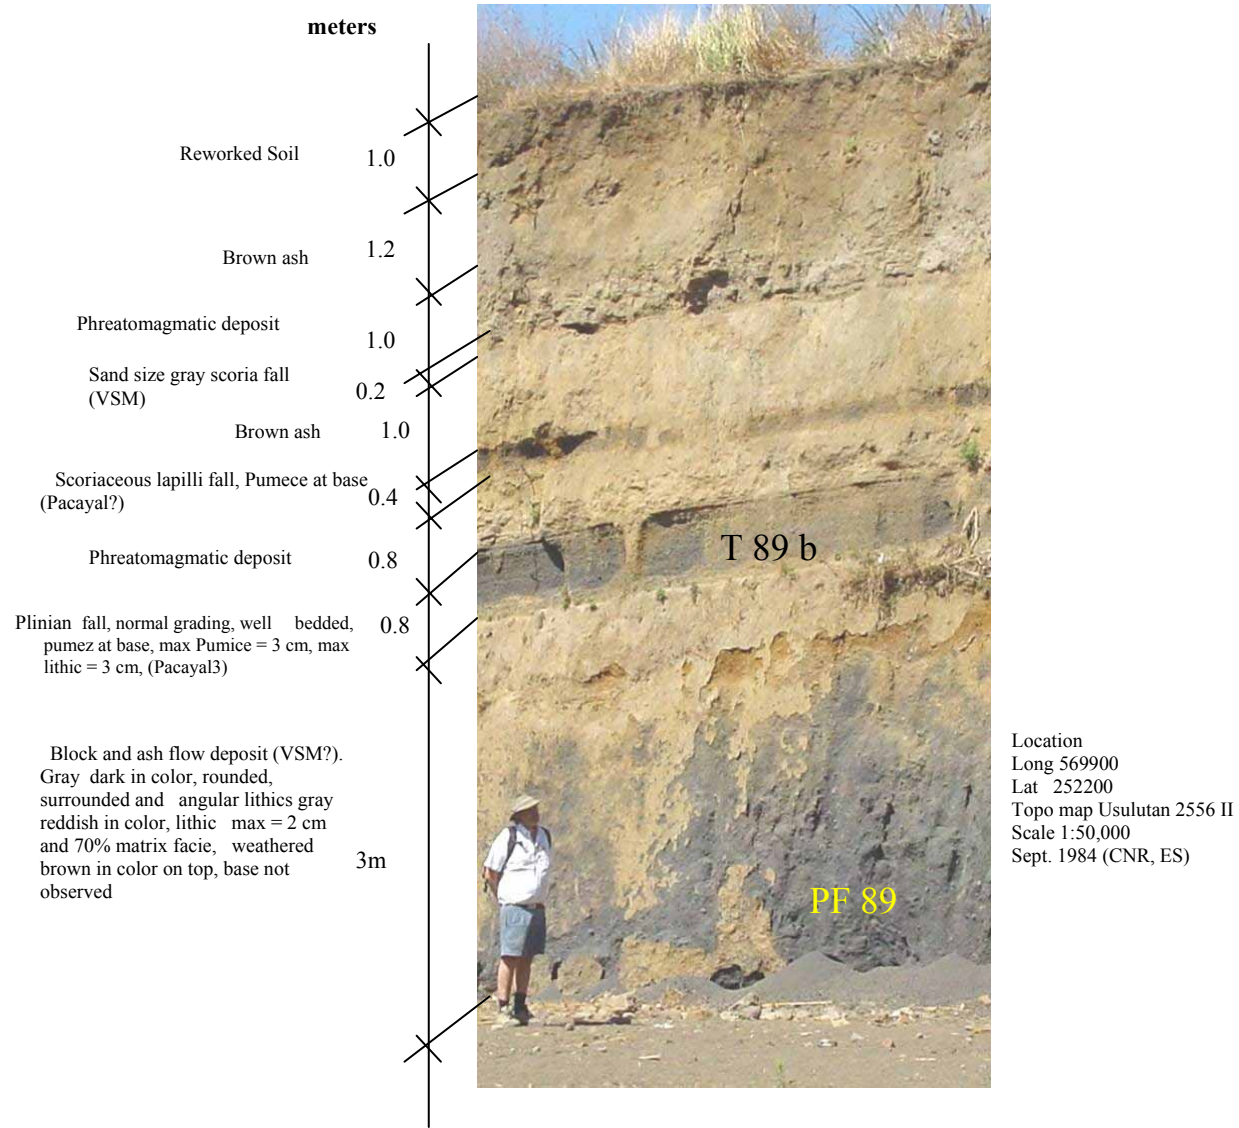 meters
Reworked Soil 1.0
Brown ash 1.2
Phreatomagmatic deposit 1.0
Sand size gray scoria fall
(VSM) 0.2
Brown ash 1.0
Scoriaceous lapilli fall, Pumece at base
(Pacayal?) 0.4
Phreatomagmatic deposit 0.8
Plinian fall, normal grading, well bedded, 0.8
pumez at base, max Pumice = 3 cm, max
lithic = 3 cm, (Pacayal3)
Block and ash flow deposit (VSM?).
Gray dark in color, rounded,
surrounded and angular lithics gray
reddish in color, lithic max = 2 cm
and 70% matrix facie, weathered
brown in color on top, base not
observed
3m
T 89 b
PF 89
Location
Long 569900
Lat 252200
Topo map Usulutan 2556 II
Scale 1:50,000
Sept. 1984 (CNR, ES)